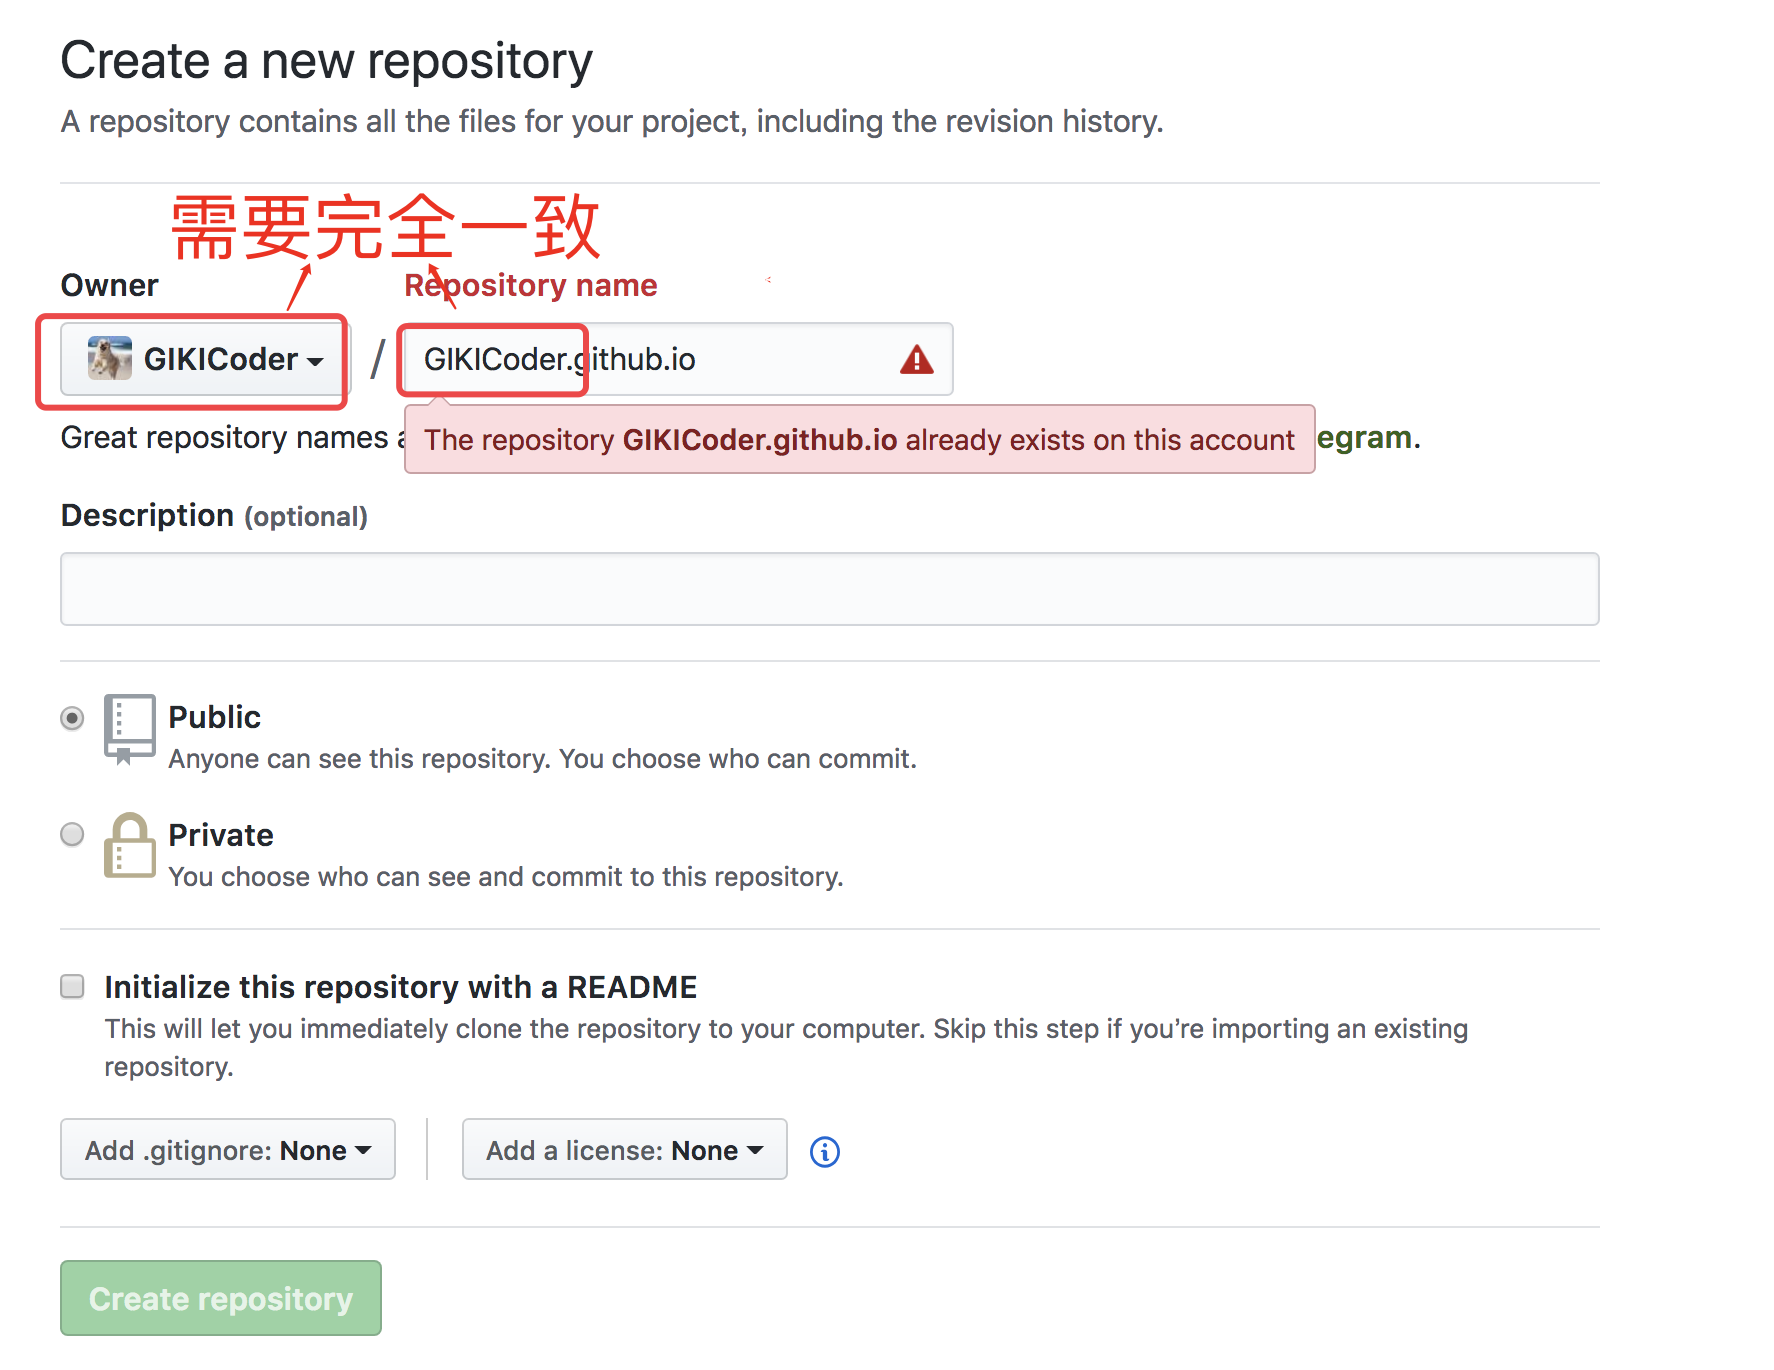 Create a new repository
A repository contains all the files for your project, including the revision history.
需要完全一致
Owner
Repository name
GIKICoder
/
GIKICoder.github.io
Great repository names
The repository GIKICoder.github.io already exists on this account
egram.
Description (optional)
Public
Anyone can see this repository. You choose who can commit.
Private
You choose who can see and commit to this repository.
Initialize this repository with a README
This will let you immediately clone the repository to your computer. Skip this step if you’re importing an existing
repository.
Add .gitignore: None
Add a license: None
Create repository